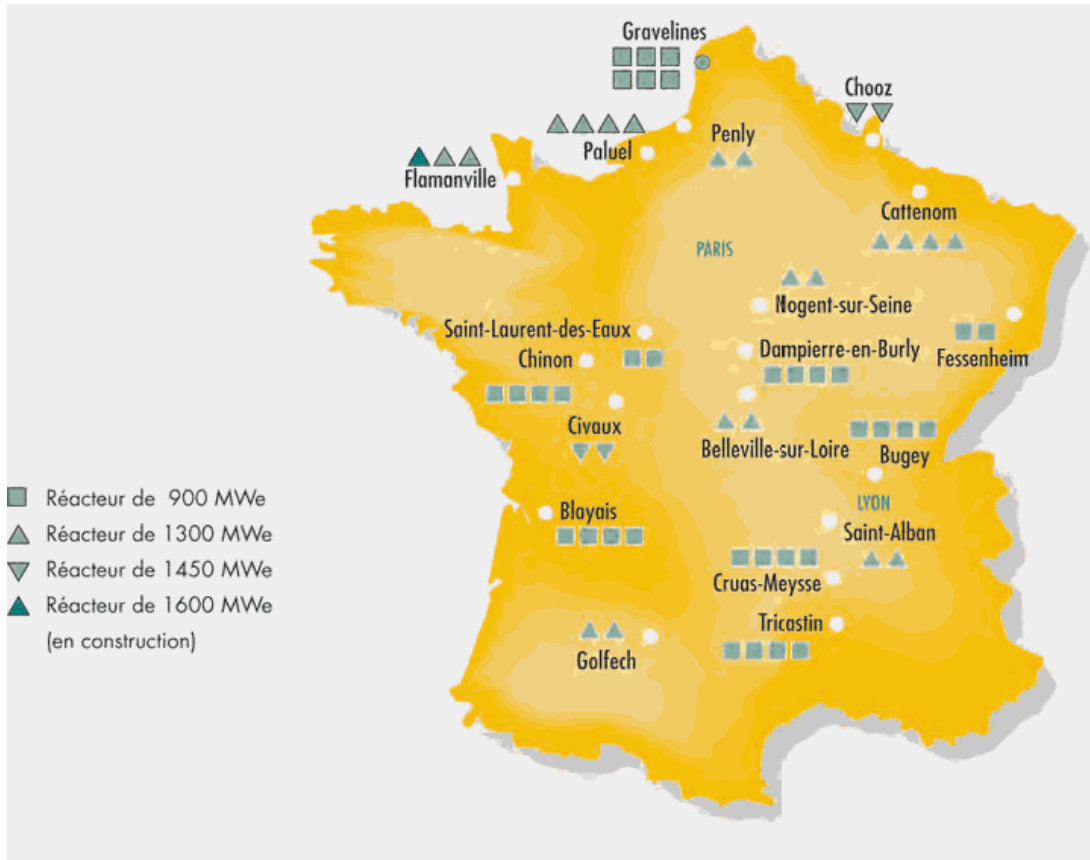 Gravelines
Chooz
Penly
Paluel
Flamanville
Cattenom
PARIS
Nogent-sur-Seine
Saint-Laurent-des-Eaux
Dampierre-en-Burly
Fessenheim
Chinon
Civaux
Belleville-sur-Loire
Bugey
Réacteur de 900 MWe
Réacteur de 1300 MWe
Réacteur de 1450 MWe
Réacteur de 1600 MWe
(en construction)
Blayais
LYON
Saint-Alban
Cruas-Meysse
Tricastin
Golfech